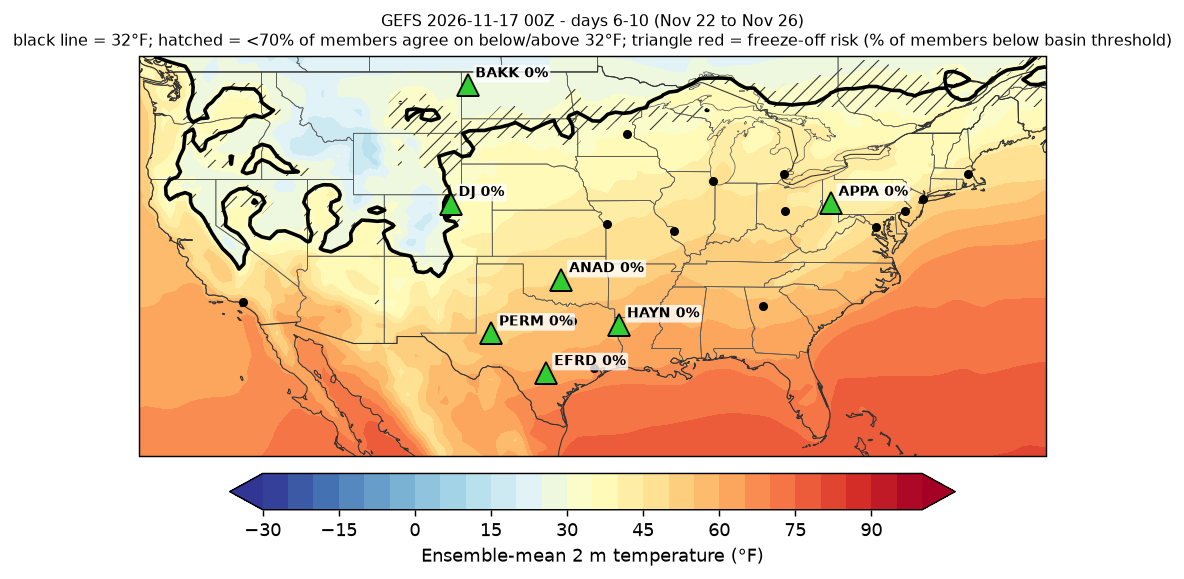 GEFS 2026-11-17 00Z - days 6-10 (Nov 22 to Nov 26)
black line = 32°F; hatched = <70% of members agree on below/above 32°F; triangle red = freeze-off risk (% of members below basin threshold)
BAKK 0%
DJ 0%
APPA 0%
ANAD 0%
HAYN 0%
PERM 0%
EFRD 0%
−30 −15 0 15 30 45 60 75 90
Ensemble-mean 2 m temperature (°F)